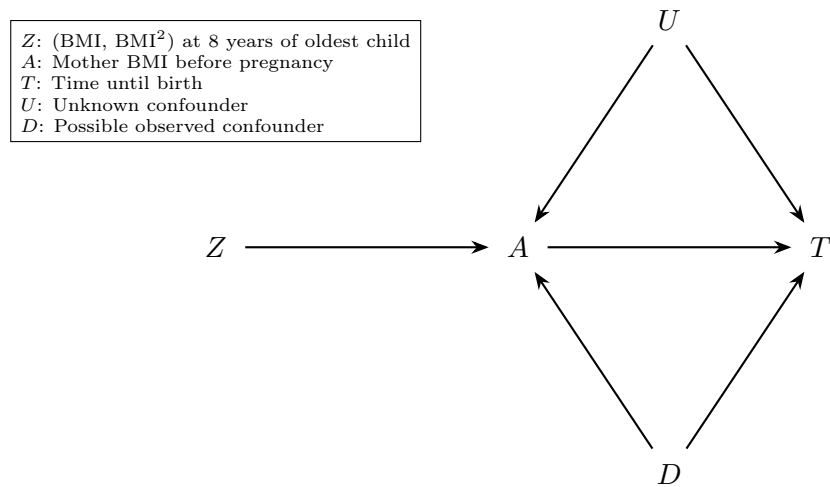 Z: (BMI, BMI²) at 8 years of oldest child
A: Mother BMI before pregnancy
T: Time until birth
U: Unknown confounder
D: Possible observed confounder
U
Z A T
D